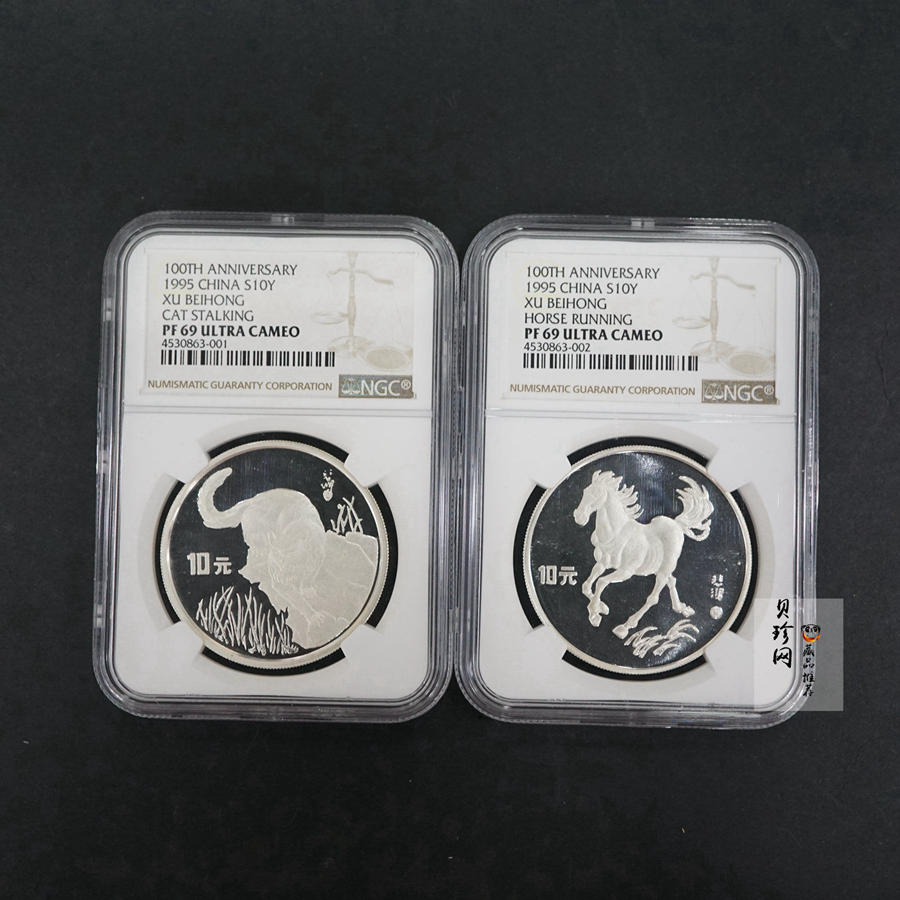 100TH ANNIVERSARY
1995 CHINA S10Y
XU BEIHONG
CAT STALKING
PF 69 ULTRA CAMEO
4530863-001
NUMISMATIC GUARANTY CORPORATION
NGC®
10元
100TH ANNIVERSARY
1995 CHINA S10Y
XU BEIHONG
HORSE RUNNING
PF 69 ULTRA CAMEO
4530863-002
NUMISMATIC GUARANTY CORPORATION
NGC®
10元
悲鸿
贝珍网
藏品
推荐